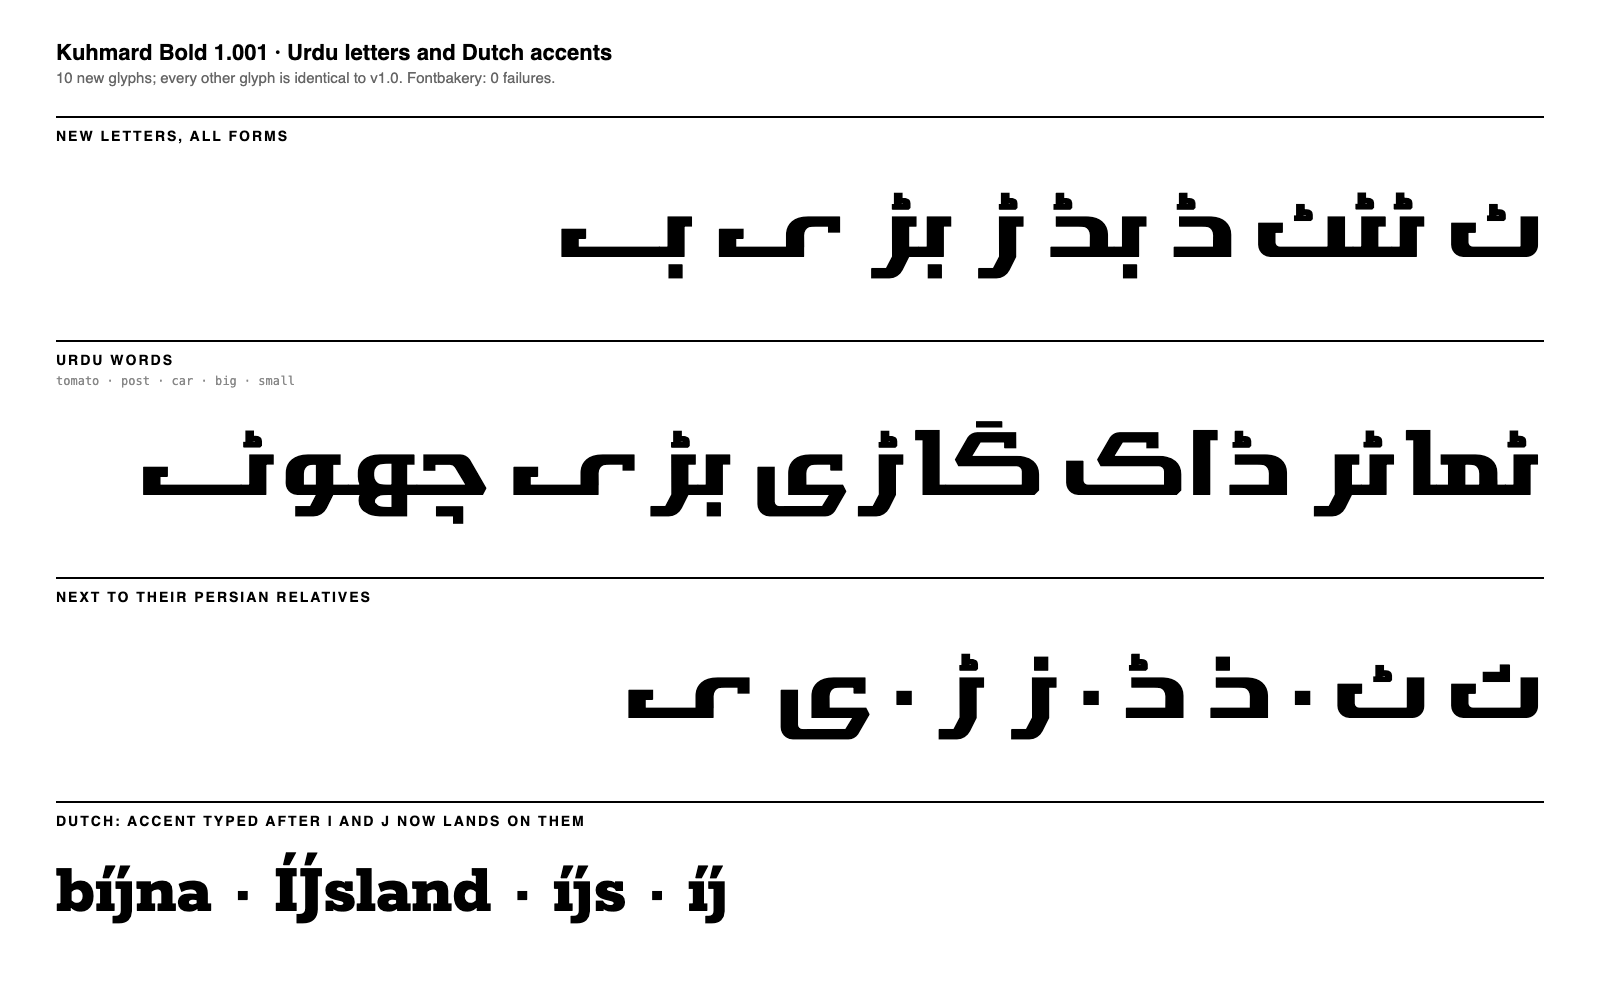 Kuhmard Bold 1.001 · Urdu letters and Dutch accents
10 new glyphs; every other glyph is identical to v1.0. Fontbakery: 0 failures.
NEW LETTERS, ALL FORMS
ٹ ٹٹٹ ڈ بڈ ڑ بڑ ے بے
URDU WORDS
tomato · post · car · big · small
ٹماٹر ڈاک گاڑی بڑے چھوٹے
NEXT TO THEIR PERSIAN RELATIVES
ت ٹ · ذ ڈ · ز ڑ · ی ے
DUTCH: ACCENT TYPED AFTER I AND J NOW LANDS ON THEM
bíj́na · ÍJ́sland · íj́s · íj́